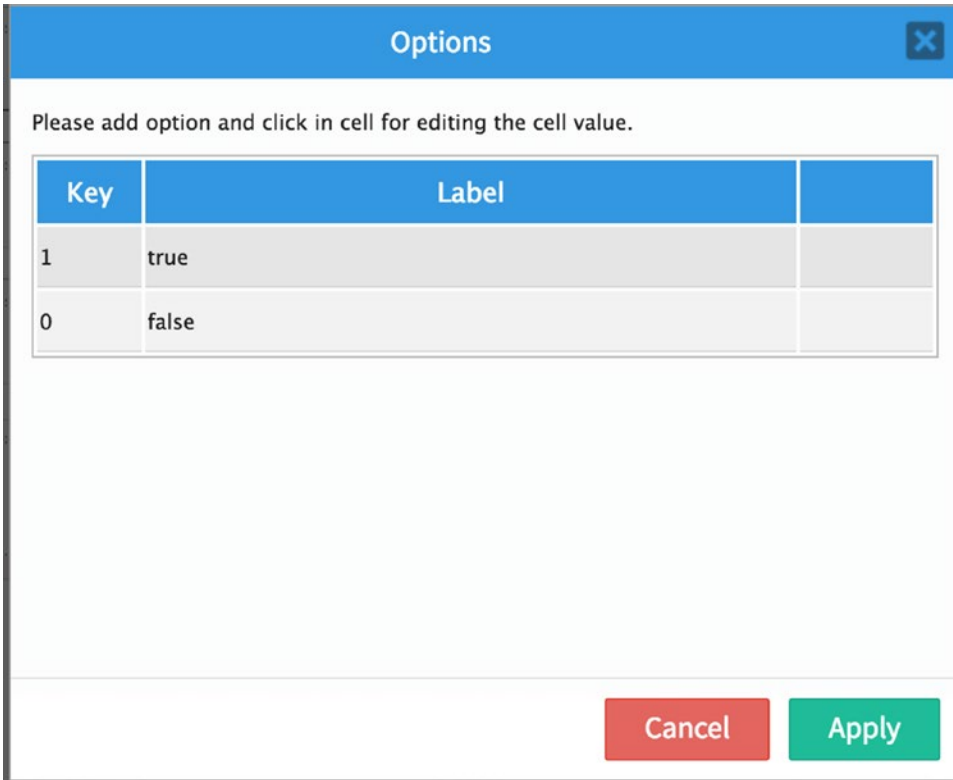 Options
Please add option and click in cell for editing the cell value.
Key Label
1 true
0 false
Cancel Apply